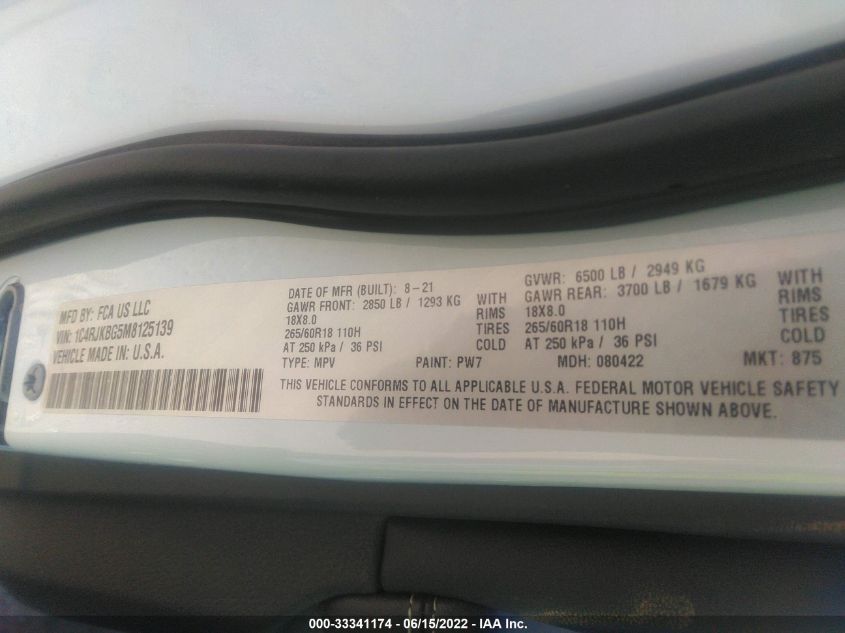 MFD BY: FCA US LLC
VIN: 1C4RJKBG5M8125139
VEHICLE MADE IN: U.S.A.
DATE OF MFR (BUILT): 8-21
GAWR FRONT: 2850 LB / 1293 KG WITH
18X8.0 RIMS
265/60R18 110H TIRES
AT 250 kPa / 36 PSI COLD
TYPE: MPV PAINT: PW7
GVWR: 6500 LB / 2949 KG
GAWR REAR: 3700 LB / 1679 KG WITH
18X8.0 RIMS
265/60R18 110H TIRES
AT 250 kPa / 36 PSI COLD
MDH: 080422 MKT: 875
THIS VEHICLE CONFORMS TO ALL APPLICABLE U.S.A. FEDERAL MOTOR VEHICLE SAFETY
STANDARDS IN EFFECT ON THE DATE OF MANUFACTURE SHOWN ABOVE.
000-33341174 - 06/15/2022 - IAA Inc.